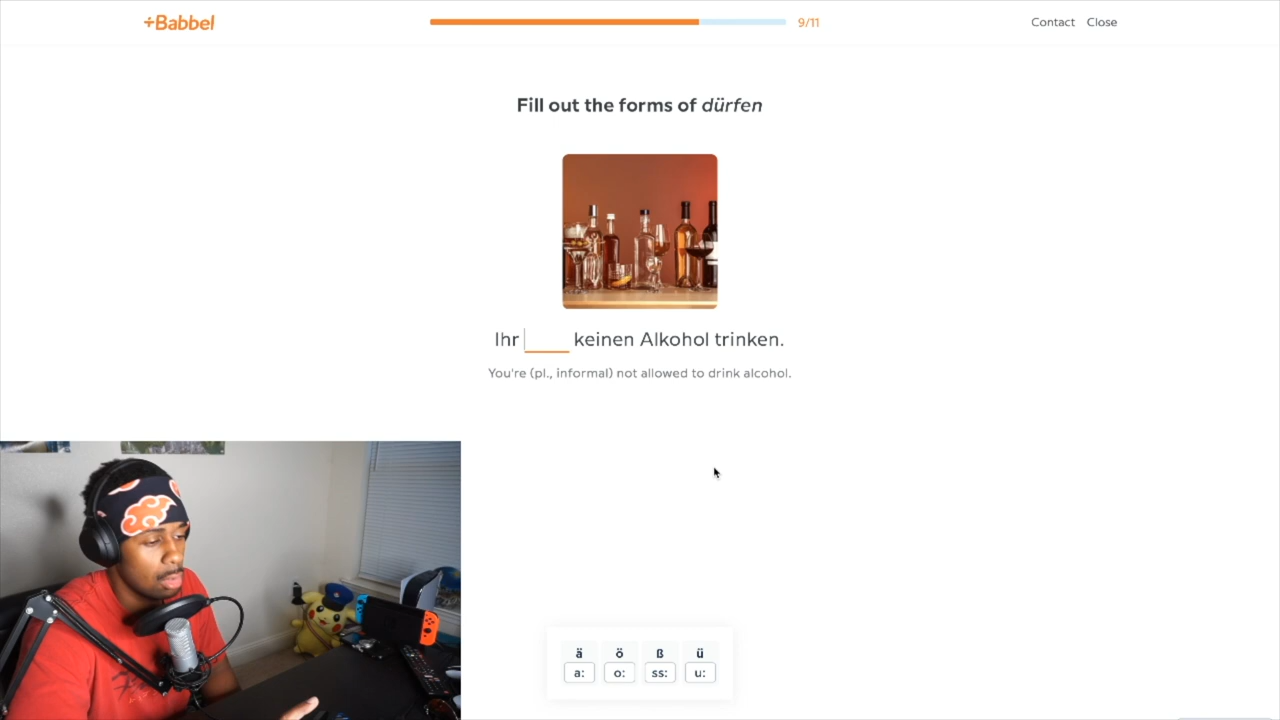 +Babbel
9/11
Contact Close
Fill out the forms of dürfen
Ihr ____ keinen Alkohol trinken.
You're (pl., informal) not allowed to drink alcohol.
ä ö ß ü
a: o: ss: u: